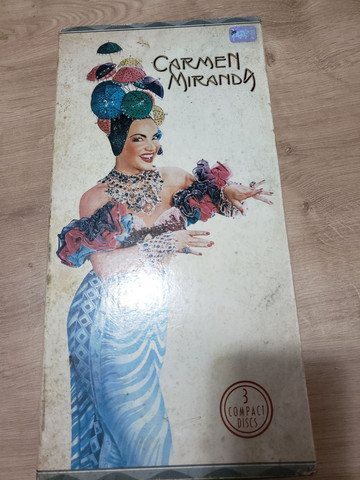 CARMEN
MIRANDA
3
COMPACT
DISCS